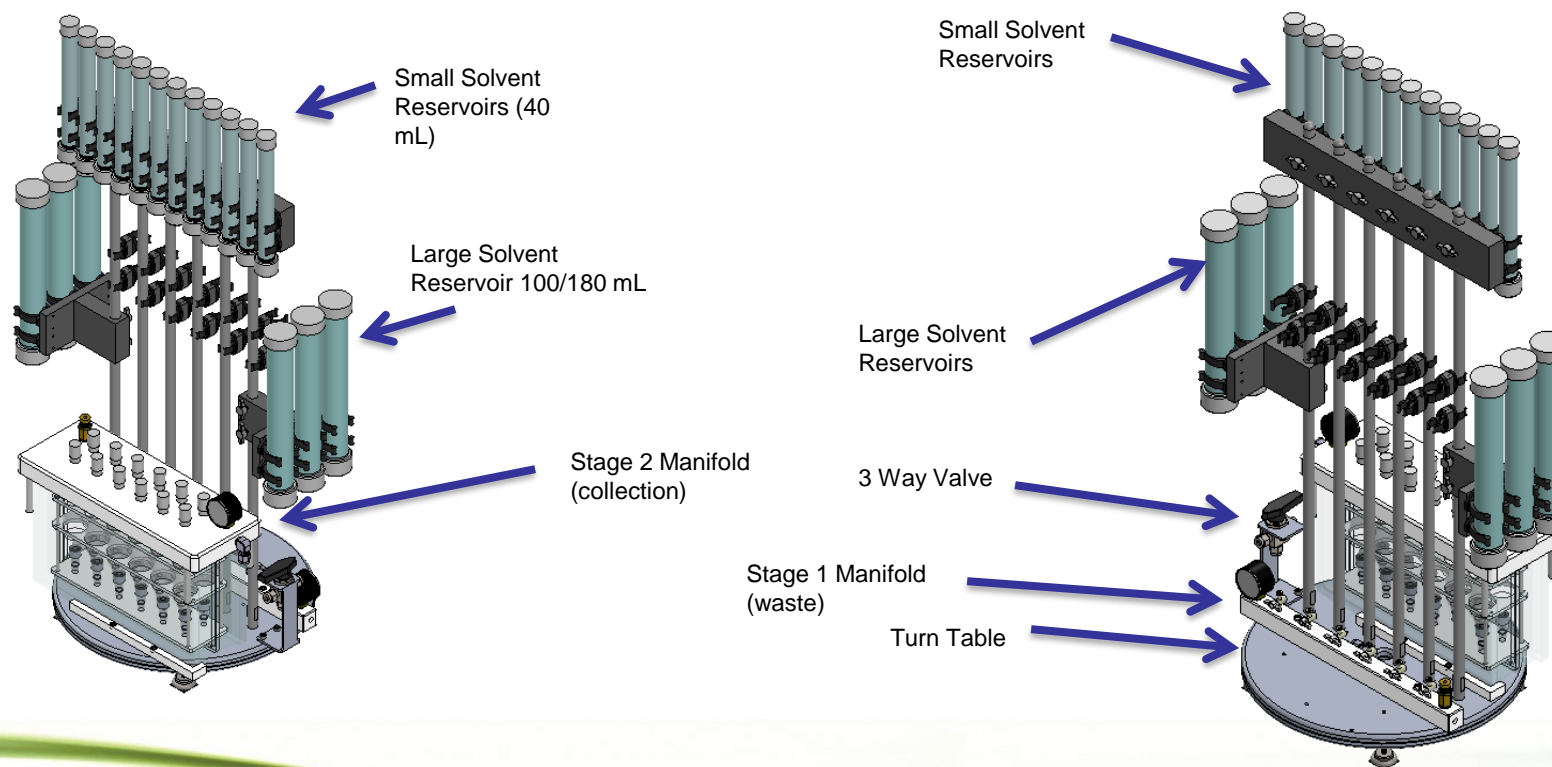 Small Solvent
Reservoirs (40
mL)
Large Solvent
Reservoir 100/180 mL
Stage 2 Manifold
(collection)
Small Solvent
Reservoirs
Large Solvent
Reservoirs
3 Way Valve
Stage 1 Manifold
(waste)
Turn Table